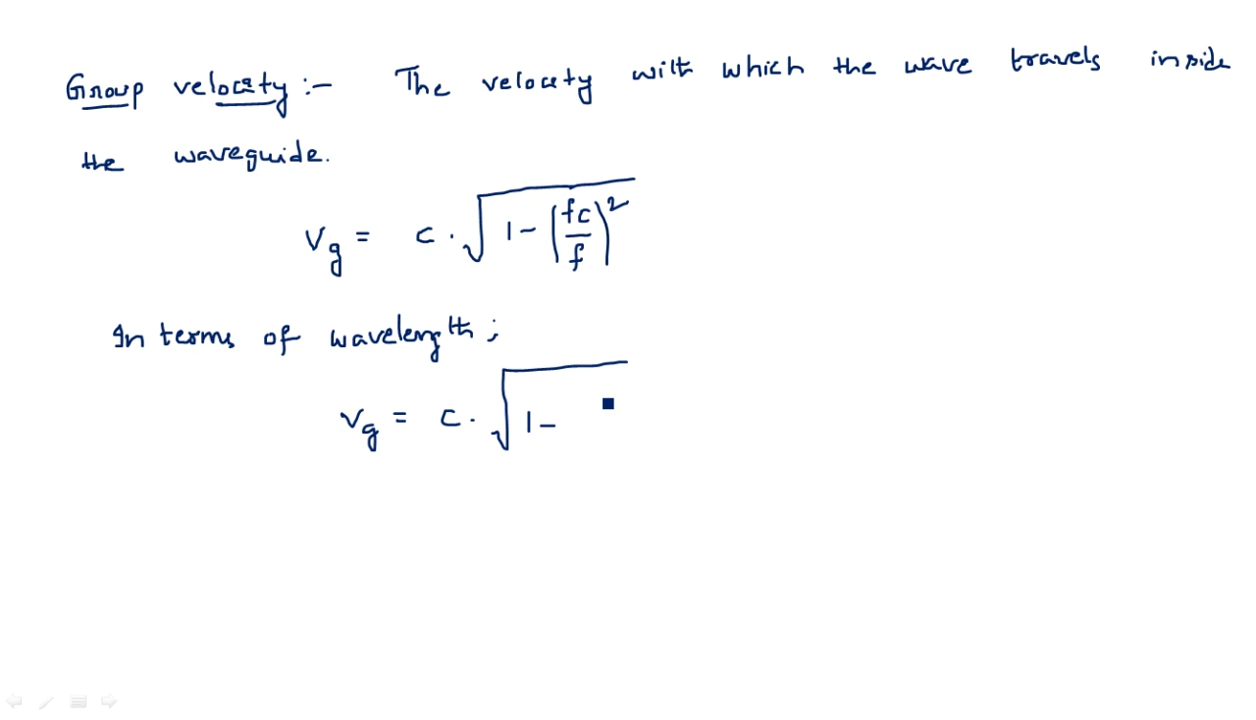 Group velocity :- The velocity with which the wave travels inside
the waveguide.
Vg = c . √(1 - (fc/f)²)
In terms of wavelength ;
Vg = c . √(1 -